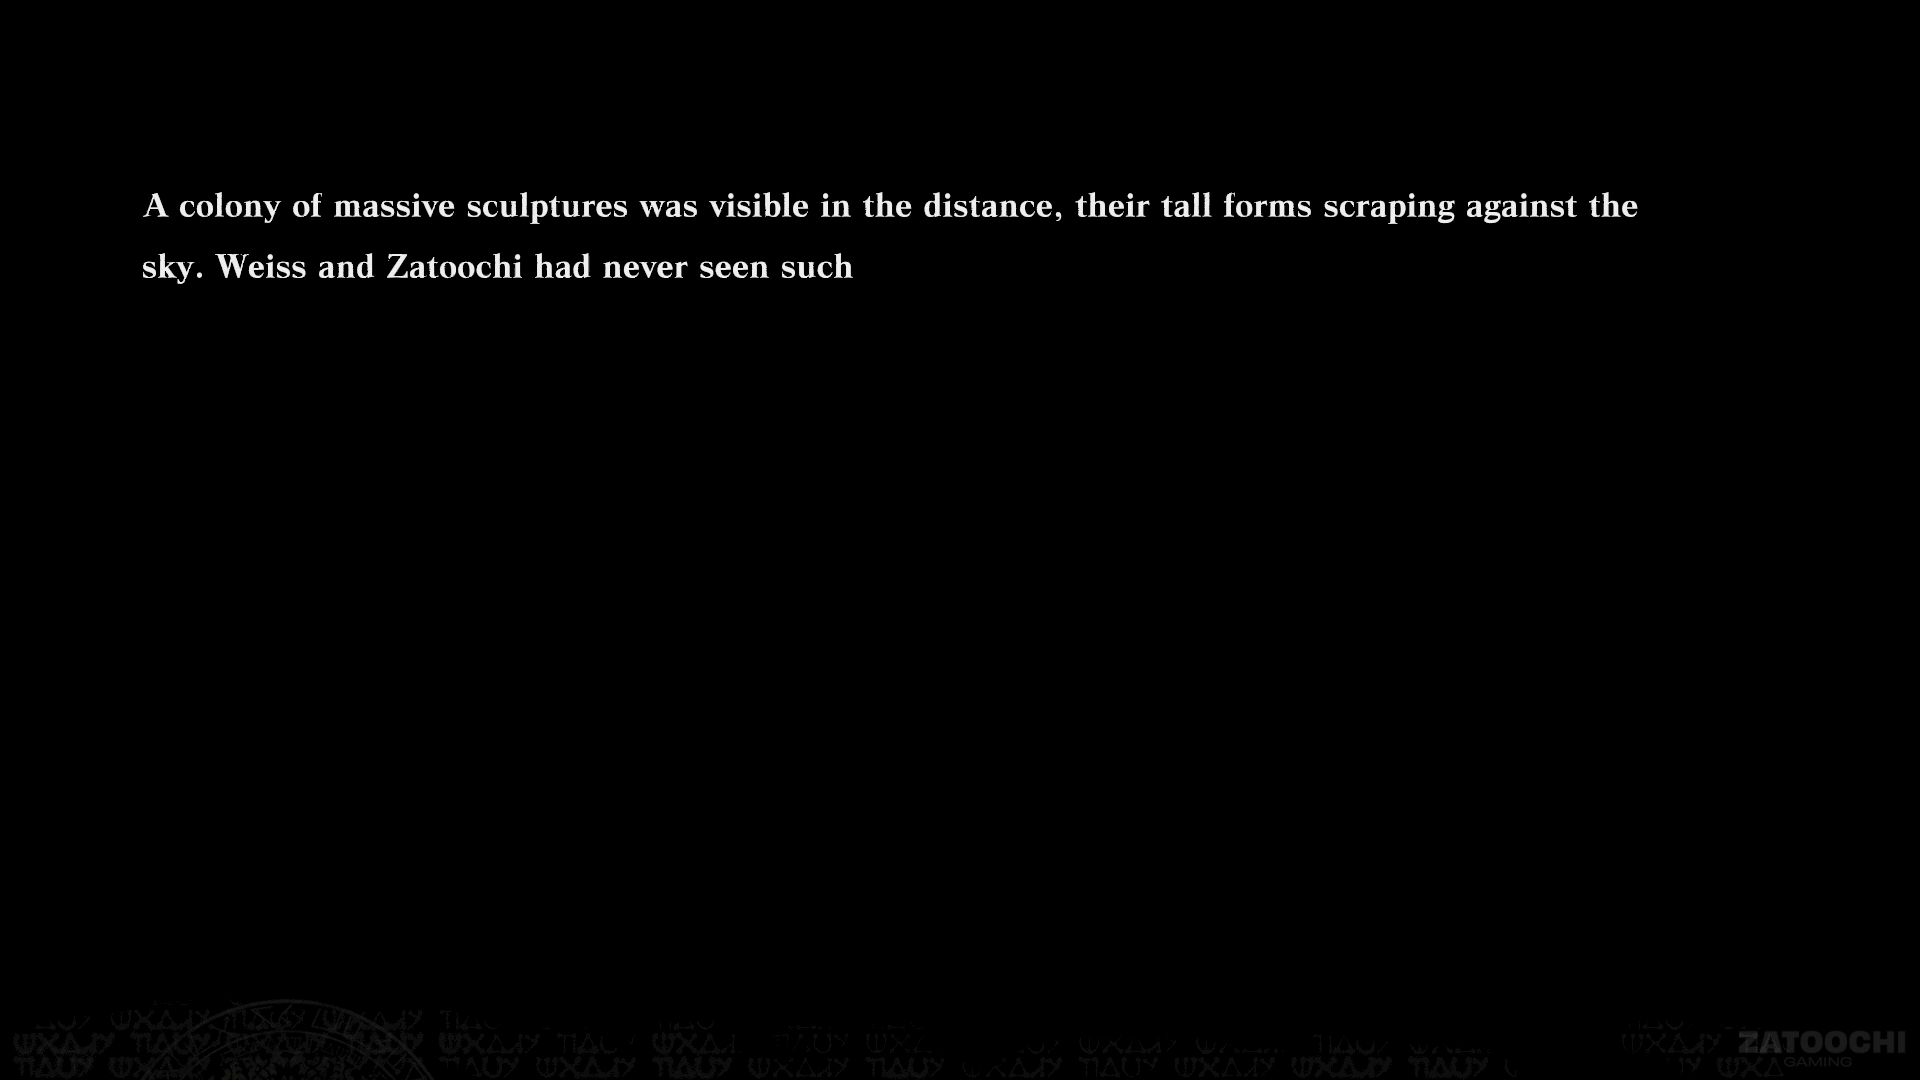 A colony of massive sculptures was visible in the distance, their tall forms scraping against the
sky. Weiss and Zatoochi had never seen such
ZATOOCHI
GAMING